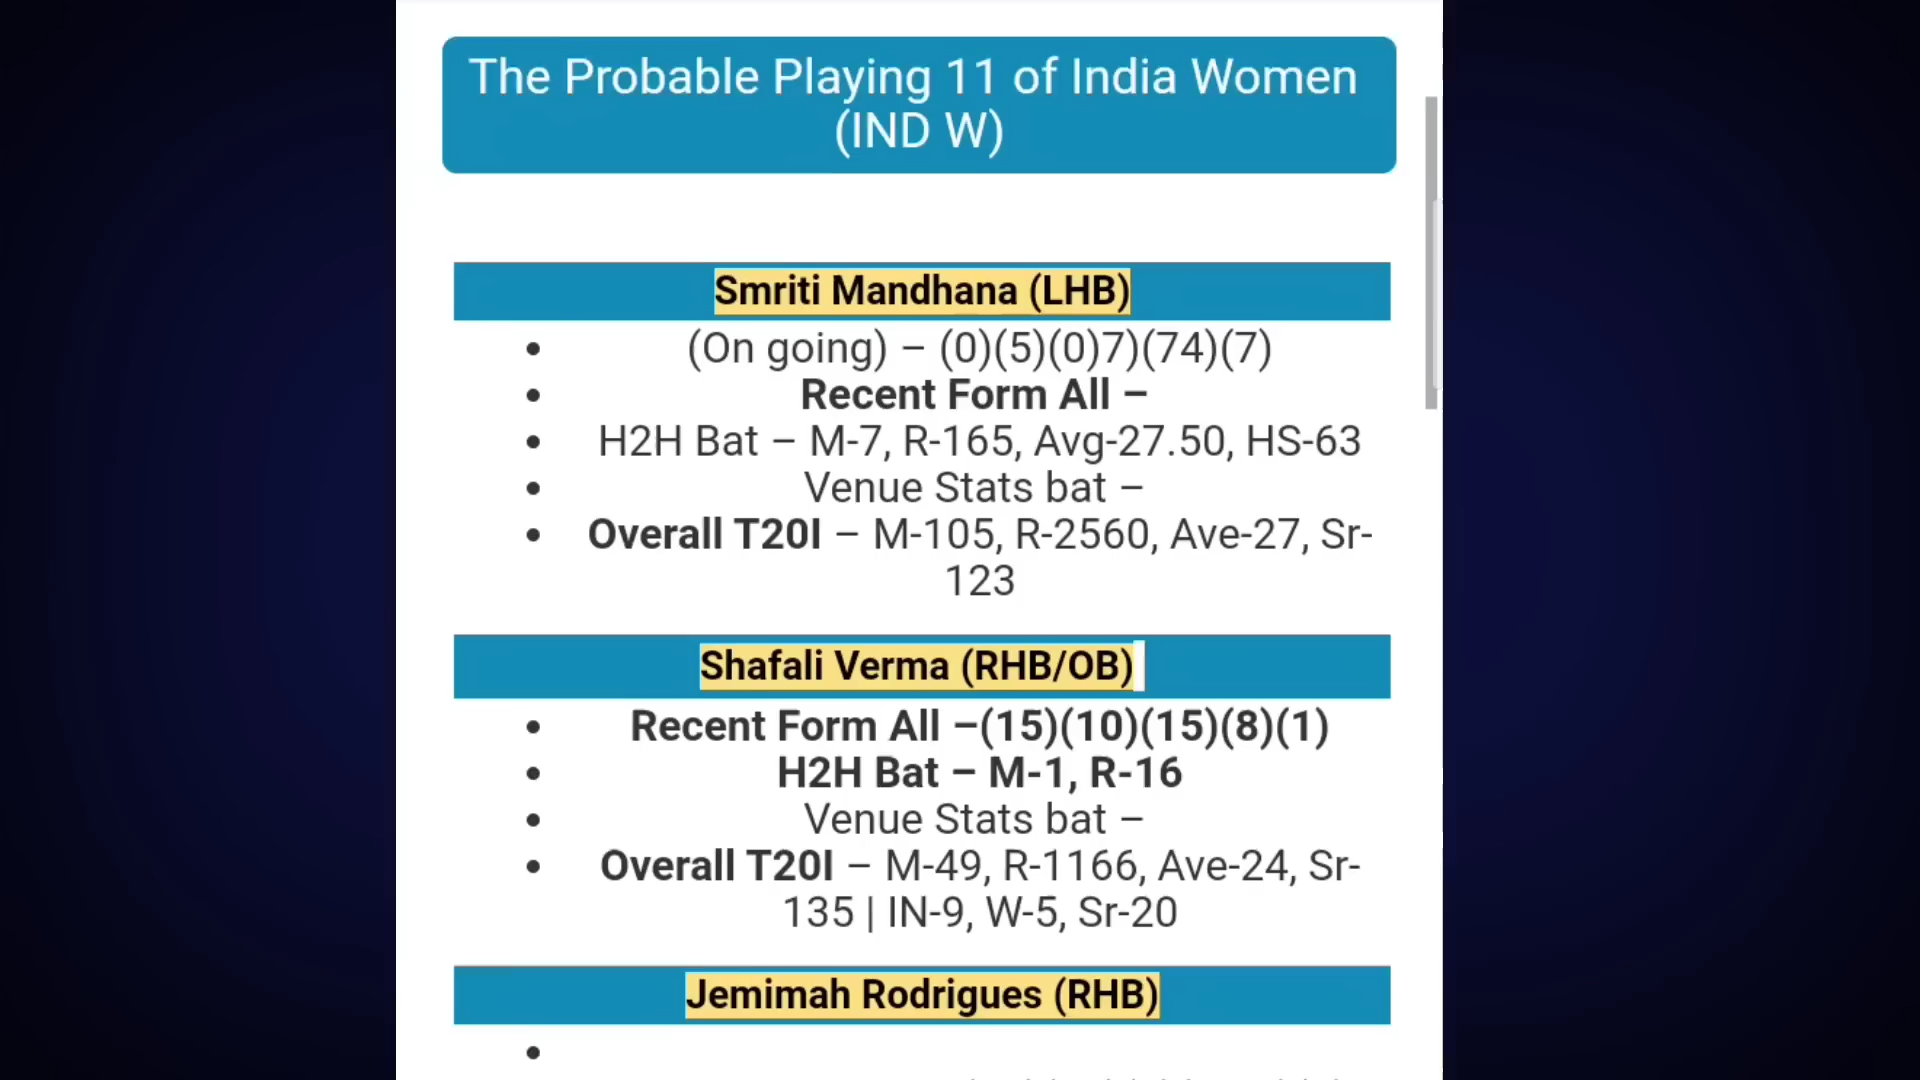 The Probable Playing 11 of India Women
(IND W)
Smriti Mandhana (LHB)
• (On going) – (0)(5)(0)7)(74)(7)
• Recent Form All –
• H2H Bat – M-7, R-165, Avg-27.50, HS-63
• Venue Stats bat –
• Overall T20I – M-105, R-2560, Ave-27, Sr-
123
Shafali Verma (RHB/OB)
• Recent Form All –(15)(10)(15)(8)(1)
• H2H Bat – M-1, R-16
• Venue Stats bat –
• Overall T20I – M-49, R-1166, Ave-24, Sr-
135 | IN-9, W-5, Sr-20
Jemimah Rodrigues (RHB)
•